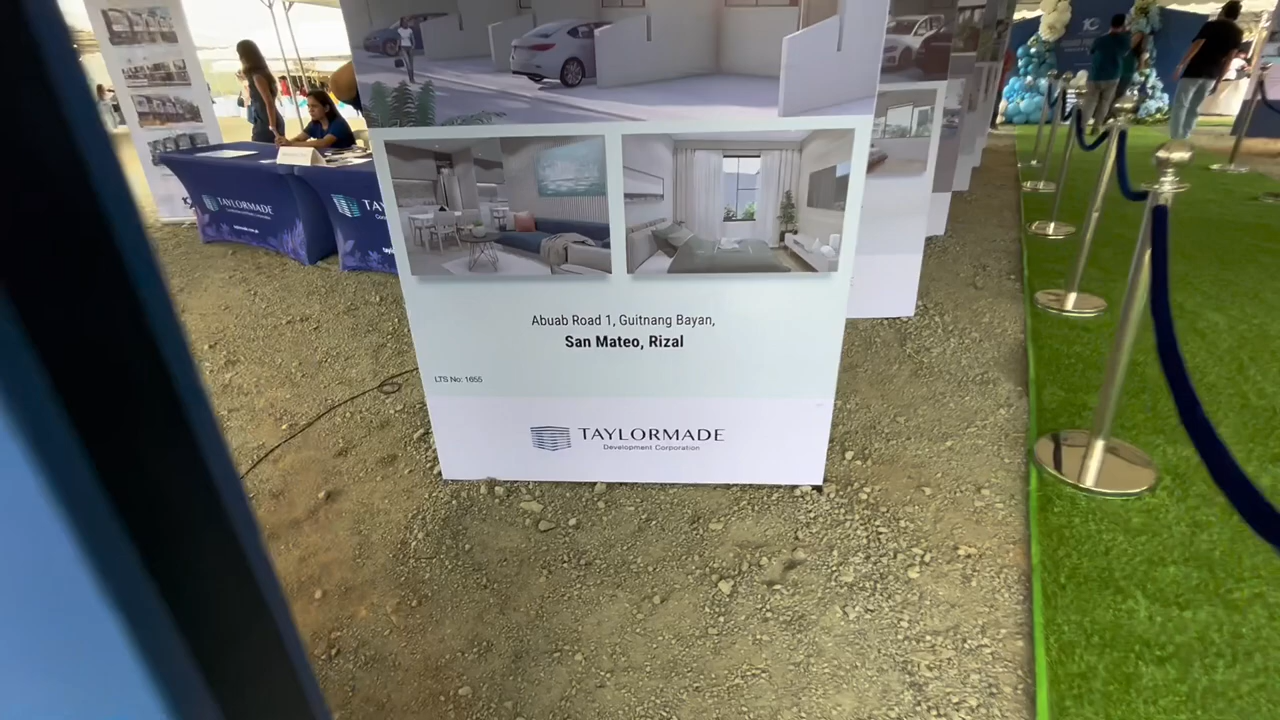 TAYLORMADE
Abuab Road 1, Guitnang Bayan,
San Mateo, Rizal
LTS No: 1655
TAYLORMADE
Development Corporation